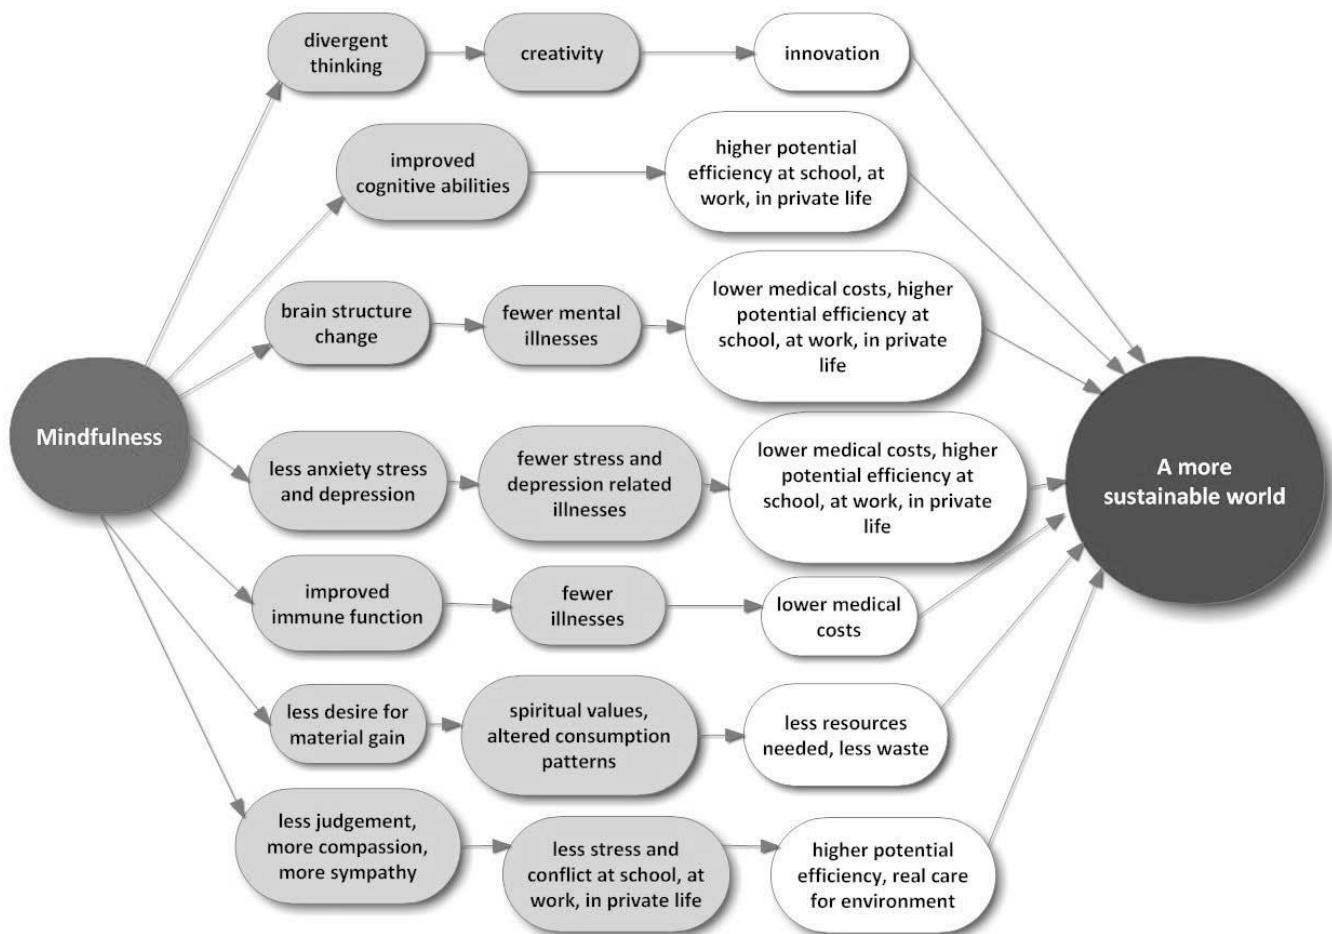 divergent
thinking
creativity
innovation
improved
cognitive abilities
higher potential
efficiency at school, at
work, in private life
brain structure
change
fewer mental
illnesses
lower medical costs, higher
potential efficiency at
school, at work, in private
life
Mindfulness
less anxiety stress
and depression
fewer stress and
depression related
illnesses
lower medical costs, higher
potential efficiency at
school, at work, in private
life
A more
sustainable world
improved
immune function
fewer
illnesses
lower medical
costs
less desire for
material gain
spiritual values,
altered consumption
patterns
less resources
needed, less waste
less judgement,
more compassion,
more sympathy
less stress and
conflict at school, at
work, in private life
higher potential
efficiency, real care
for environment